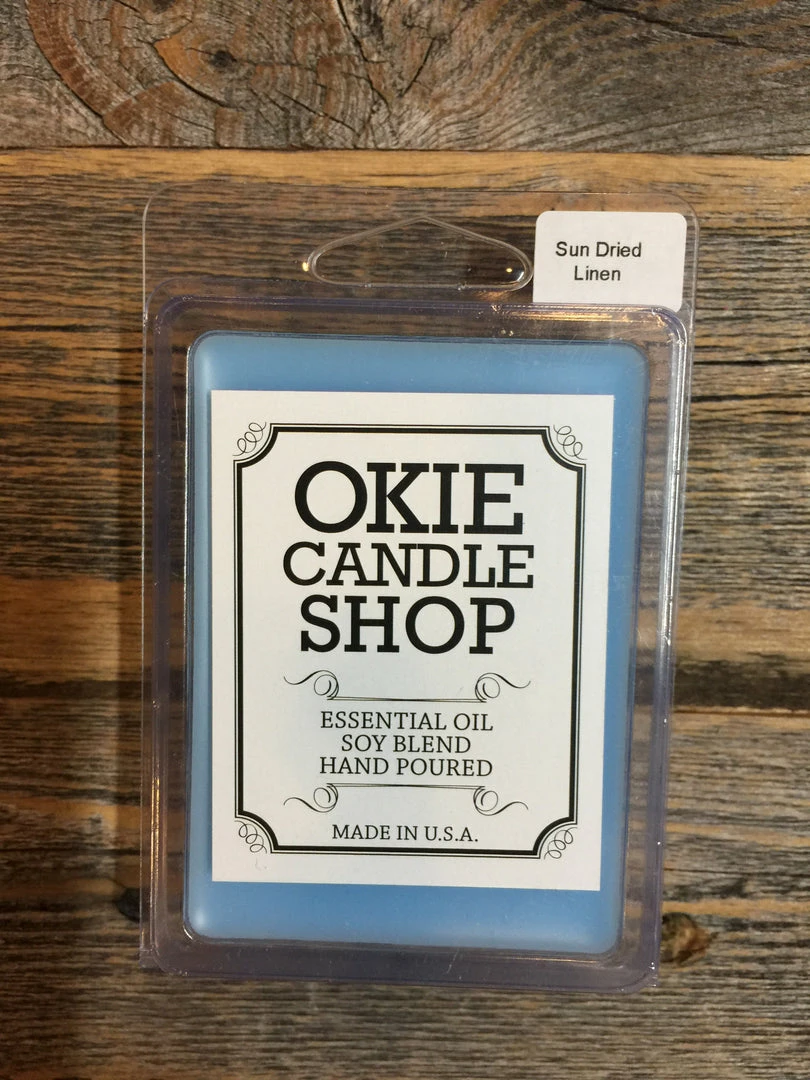 Sun Dried
Linen
OKIE
CANDLE
SHOP
ESSENTIAL OIL
SOY BLEND
HAND POURED
MADE IN U.S.A.